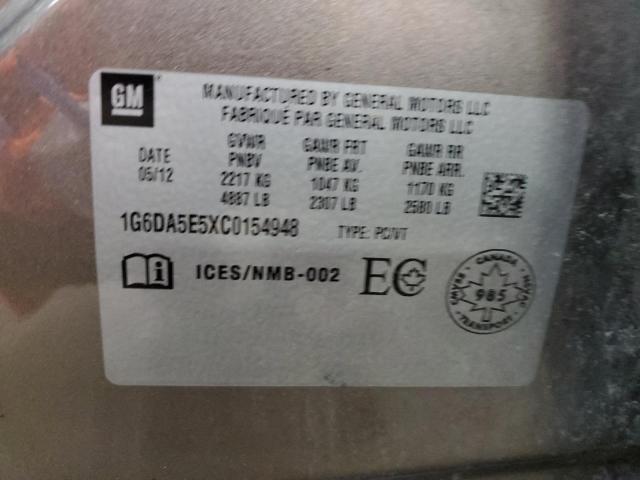 GM
MANUFACTURED BY GENERAL MOTORS LLC
FABRIQUE PAR GENERAL MOTORS LLC
DATE
05/12
GVWR
PNBV
2217 KG
4887 LB
GAWR FRT
PNBE AV.
1047 KG
2307 LB
GAWR RR
PNBE ARR.
1170 KG
2580 LB
1G6DA5E5XC0154948
TYPE: PC/VT
i ICES/NMB-002
EC
CANADA
985
TRANSPORT